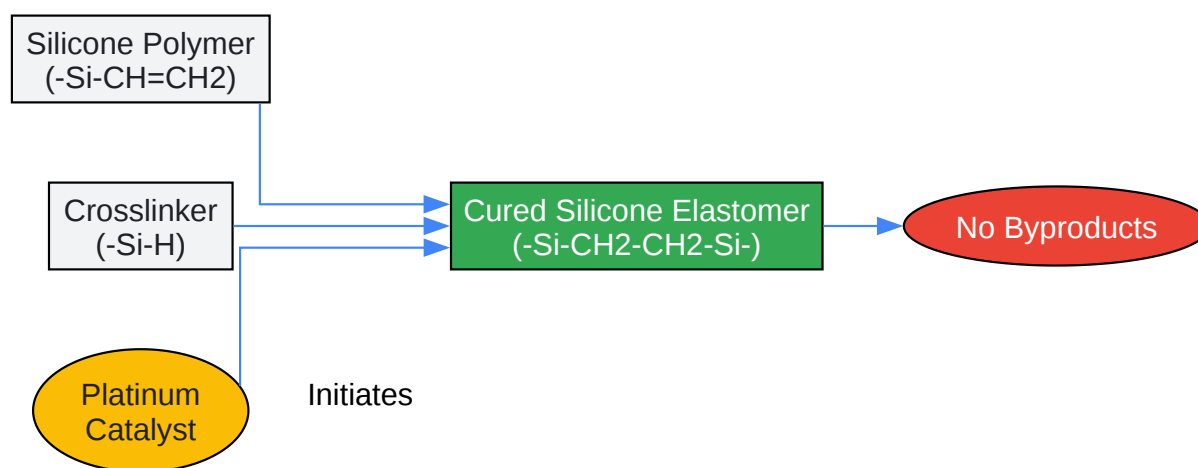 Silicone Polymer
(-Si-CH=CH2)
Crosslinker
(-Si-H)
Cured Silicone Elastomer
(-Si-CH2-CH2-Si-)
No Byproducts
Platinum
Catalyst
Initiates